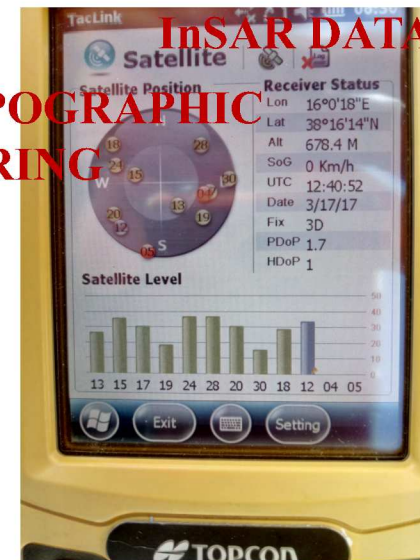 TacLink
InSAR DATA
Satellite
Satellite Position
Receiver Status
POGRAPHIC
RING
N
W
S
18
28
24
15
30
13
20
19
12
05
Lon 16°0'18"E
Lat 38°16'14"N
Alt 678.4 M
SoG 0 Km/h
UTC 12:40:52
Date 3/17/17
Fix 3D
PDoP 1.7
HDoP 1
Satellite Level
50
40
30
20
10
0
13 15 17 19 24 28 20 30 18 12 04 05
Exit
Setting
TOPCON